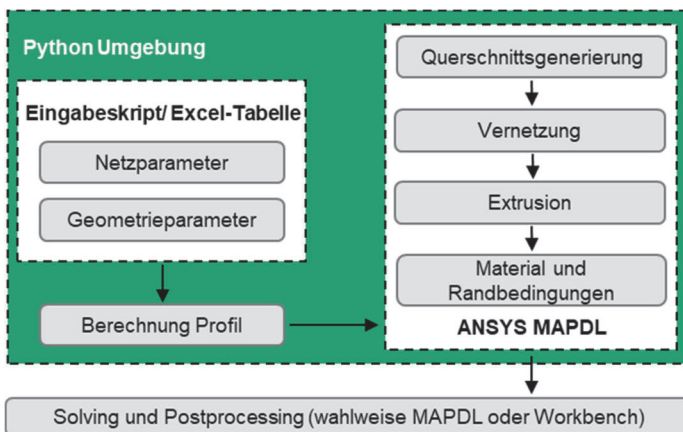 Python Umgebung
Eingabeskript/ Excel-Tabelle
Netzparameter
Geometrieparameter
Berechnung Profil
Querschnittsgenerierung
Vernetzung
Extrusion
Material und
Randbedingungen
ANSYS MAPDL
Solving und Postprocessing (wahlweise MAPDL oder Workbench)